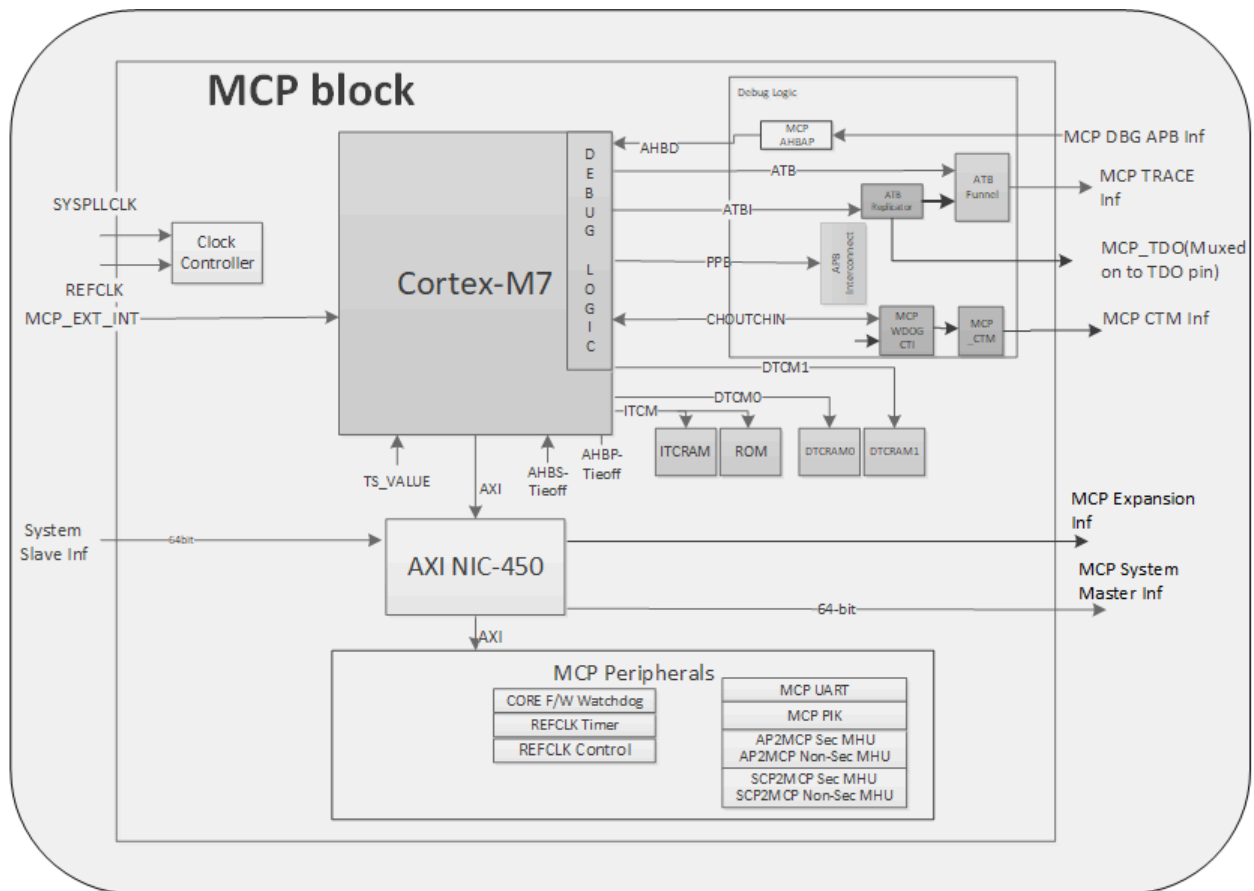 MCP block
Debug Logic
MCP
AHBAP
MCP DBG APB Inf
AHBD
D
E
B
U
G
L
O
G
I
C
ATB
ATB
Funnel
MCP TRACE
Inf
ATBI
ATB
Replicator
SYSPLLCLK
Clock
Controller
REFCLK
MCP_EXT_INT
Cortex-M7
PPB
APB
Interconnect
MCP_TDO(Muxed
on to TDO pin)
CHOUTCHIN
MCP
WDOG
CTI
MCP
_CTM
MCP CTM Inf
DTCM1
DTCM0
ITCM
ITCRAM
ROM
DTCRAM0
DTCRAM1
TS_VALUE
AXI
AHBS-
Tieoff
AHBP-
Tieoff
System
Slave Inf
64bit
AXI NIC-450
MCP Expansion
Inf
MCP System
Master Inf
64-bit
AXI
MCP Peripherals
CORE F/W Watchdog
REFCLK Timer
REFCLK Control
MCP UART
MCP PIK
AP2MCP Sec MHU
AP2MCP Non-Sec MHU
SCP2MCP Sec MHU
SCP2MCP Non-Sec MHU